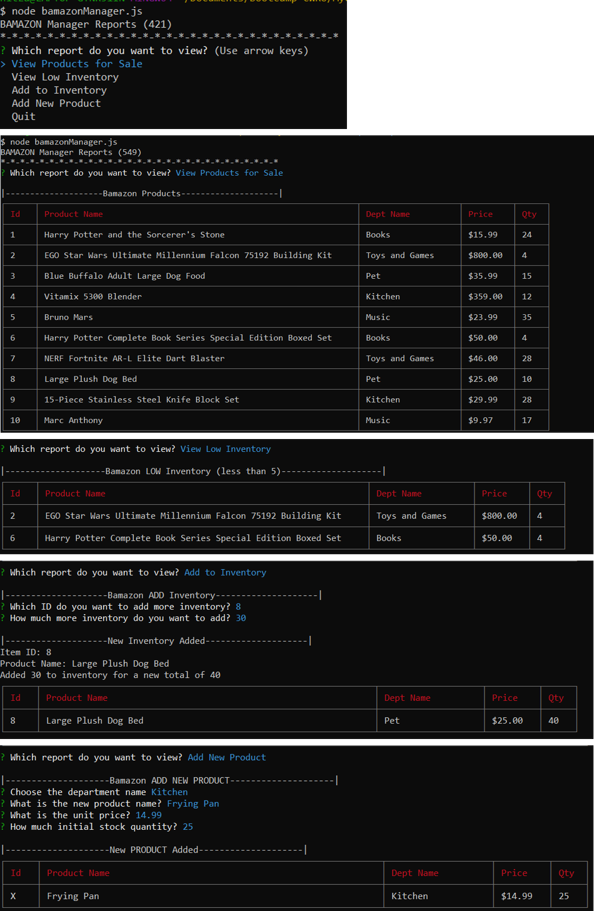 $ node bamazonManager.js
BAMAZON Manager Reports (421)
*-*-*-*-*-*-*-*-*-*-*-*-*-*-*-*-*-*-*-*-*-*-*-*-*-*-*-*-*
? Which report do you want to view? (Use arrow keys)
> View Products for Sale
View Low Inventory
Add to Inventory
Add New Product
Quit
$ node bamazonManager.js
BAMAZON Manager Reports (549)
*-*-*-*-*-*-*-*-*-*-*-*-*-*-*-*-*-*-*-*-*-*-*-*-*-*-*-*-*
? Which report do you want to view? View Products for Sale
|--------------------Bamazon Products--------------------|
Id Product Name Dept Name Price Qty
1 Harry Potter and the Sorcerer's Stone Books $15.99 24
2 EGO Star Wars Ultimate Millennium Falcon 75192 Building Kit Toys and Games $800.00 4
3 Blue Buffalo Adult Large Dog Food Pet $35.99 15
4 Vitamix 5300 Blender Kitchen $359.00 12
5 Bruno Mars Music $23.99 35
6 Harry Potter Complete Book Series Special Edition Boxed Set Books $50.00 4
7 NERF Fortnite AR-L Elite Dart Blaster Toys and Games $46.00 28
8 Large Plush Dog Bed Pet $25.00 10
9 15-Piece Stainless Steel Knife Block Set Kitchen $29.99 28
10 Marc Anthony Music $9.97 17
? Which report do you want to view? View Low Inventory
|--------------------Bamazon LOW Inventory (less than 5)--------------------|
Id Product Name Dept Name Price Qty
2 EGO Star Wars Ultimate Millennium Falcon 75192 Building Kit Toys and Games $800.00 4
6 Harry Potter Complete Book Series Special Edition Boxed Set Books $50.00 4
? Which report do you want to view? Add to Inventory
|--------------------Bamazon ADD Inventory--------------------|
? Which ID do you want to add more inventory? 8
? How much more inventory do you want to add? 30
|--------------------New Inventory Added--------------------|
Item ID: 8
Product Name: Large Plush Dog Bed
Added 30 to inventory for a new total of 40
Id Product Name Dept Name Price Qty
8 Large Plush Dog Bed Pet $25.00 40
? Which report do you want to view? Add New Product
|--------------------Bamazon ADD NEW PRODUCT--------------------|
? Choose the department name Kitchen
? What is the new product name? Frying Pan
? What is the unit price? 14.99
? How much initial stock quantity? 25
|--------------------New PRODUCT Added--------------------|
Id Product Name Dept Name Price Qty
X Frying Pan Kitchen $14.99 25